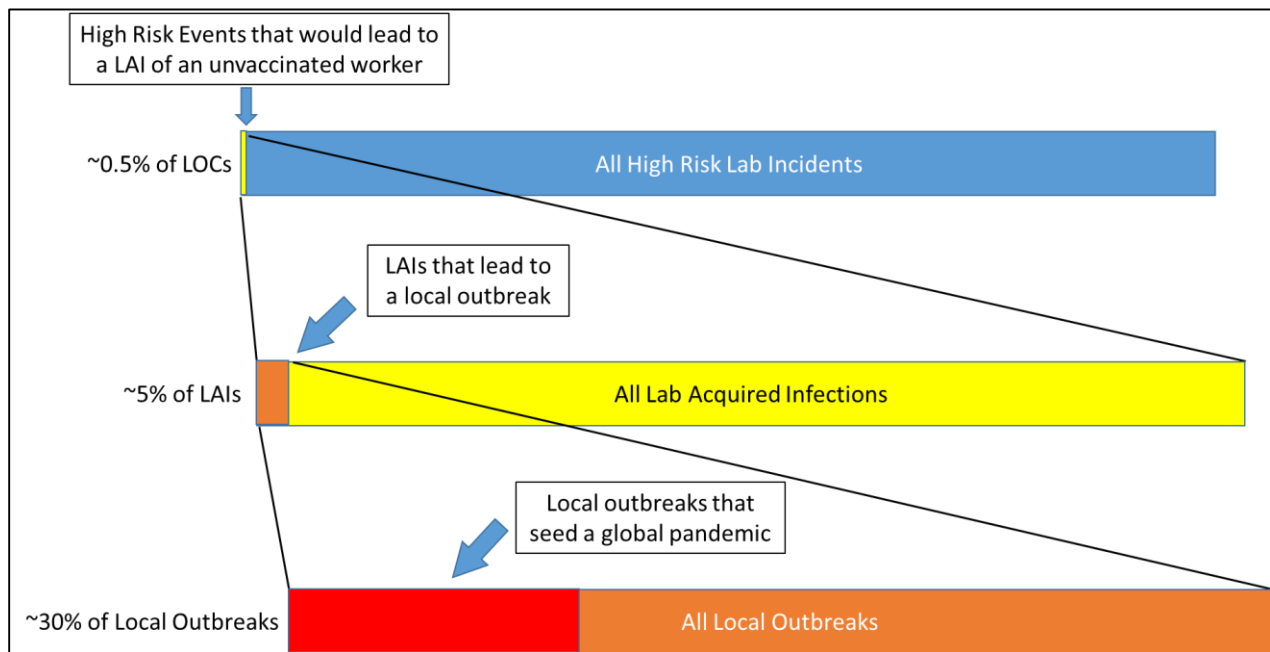 High Risk Events that would lead to
a LAI of an unvaccinated worker
~0.5% of LOCs
All High Risk Lab Incidents
LAIs that lead to
a local outbreak
~5% of LAIs
All Lab Acquired Infections
Local outbreaks that
seed a global pandemic
~30% of Local Outbreaks
All Local Outbreaks